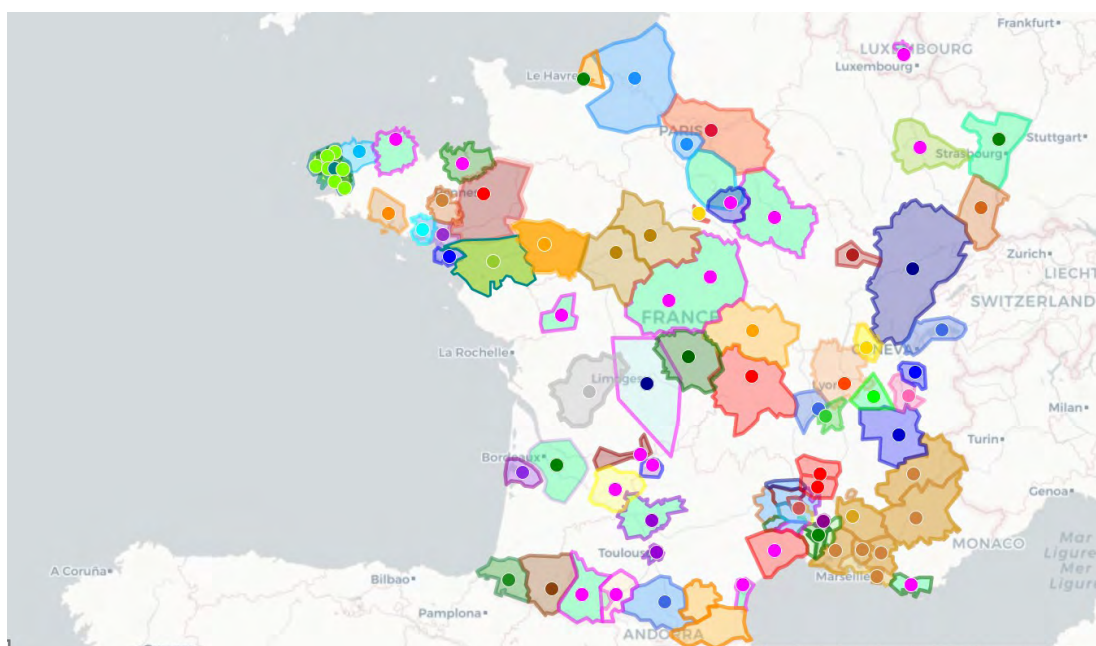 Frankfurt
LUXEMBOURG
Luxembourg
Le Havre
PARIS
Stuttgart
Strasbourg
Zurich
LIECHT
SWITZERLAND
FRANCE
La Rochelle
GENEVA
Limoges
Lyon
Milan
Turin
Bordeaux
Genoa
MONACO
Mar
Ligure
Mer
Ligure
Toulouse
A Coruña
Bilbao
Marseille
Pamplona
ANDORRA